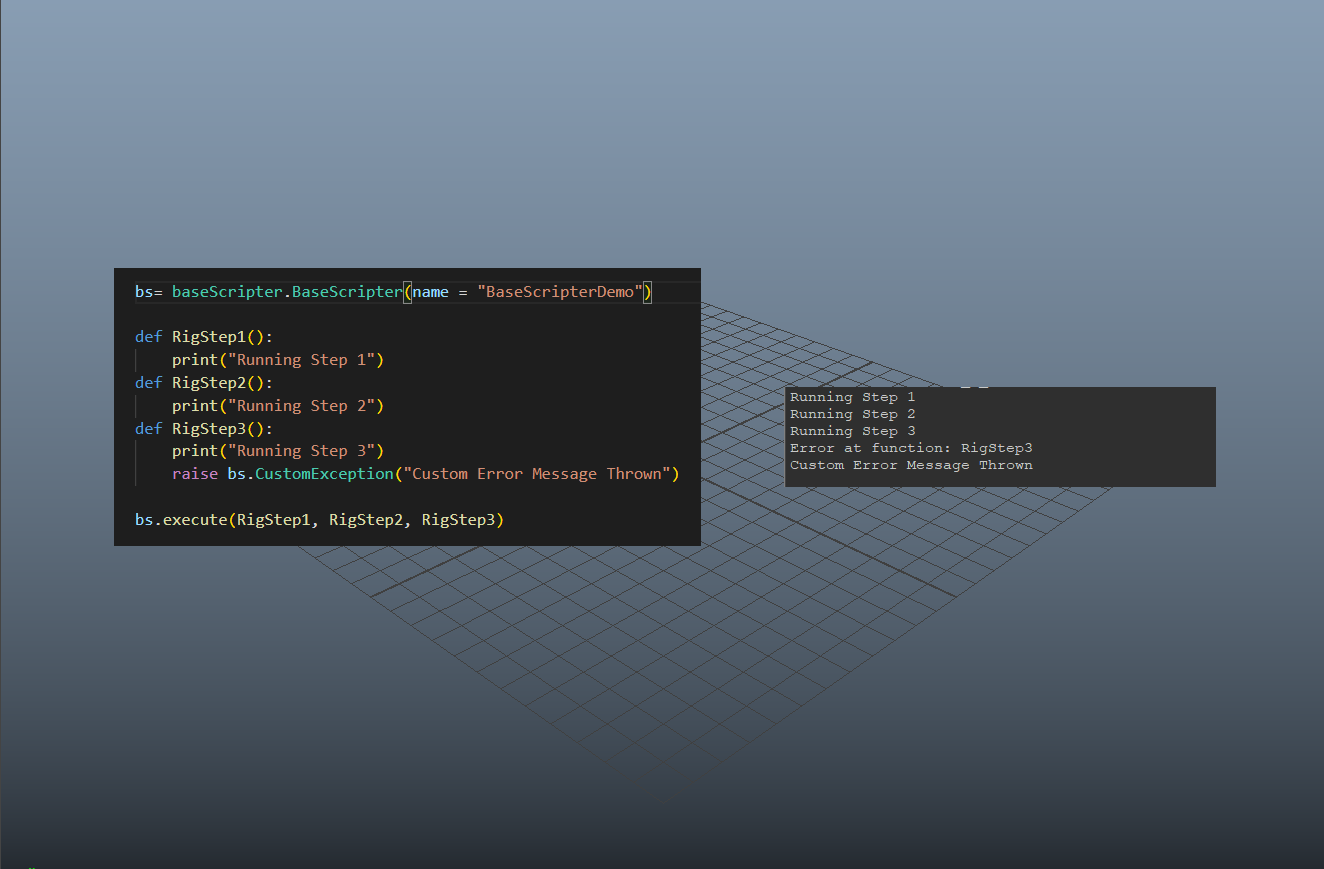 bs= baseScripter.BaseScripter(name = "BaseScripterDemo")
def RigStep1():
    print("Running Step 1")
def RigStep2():
    print("Running Step 2")
def RigStep3():
    print("Running Step 3")
    raise bs.CustomException("Custom Error Message Thrown")
bs.execute(RigStep1, RigStep2, RigStep3)
Running Step 1
Running Step 2
Running Step 3
Error at function: RigStep3
Custom Error Message Thrown